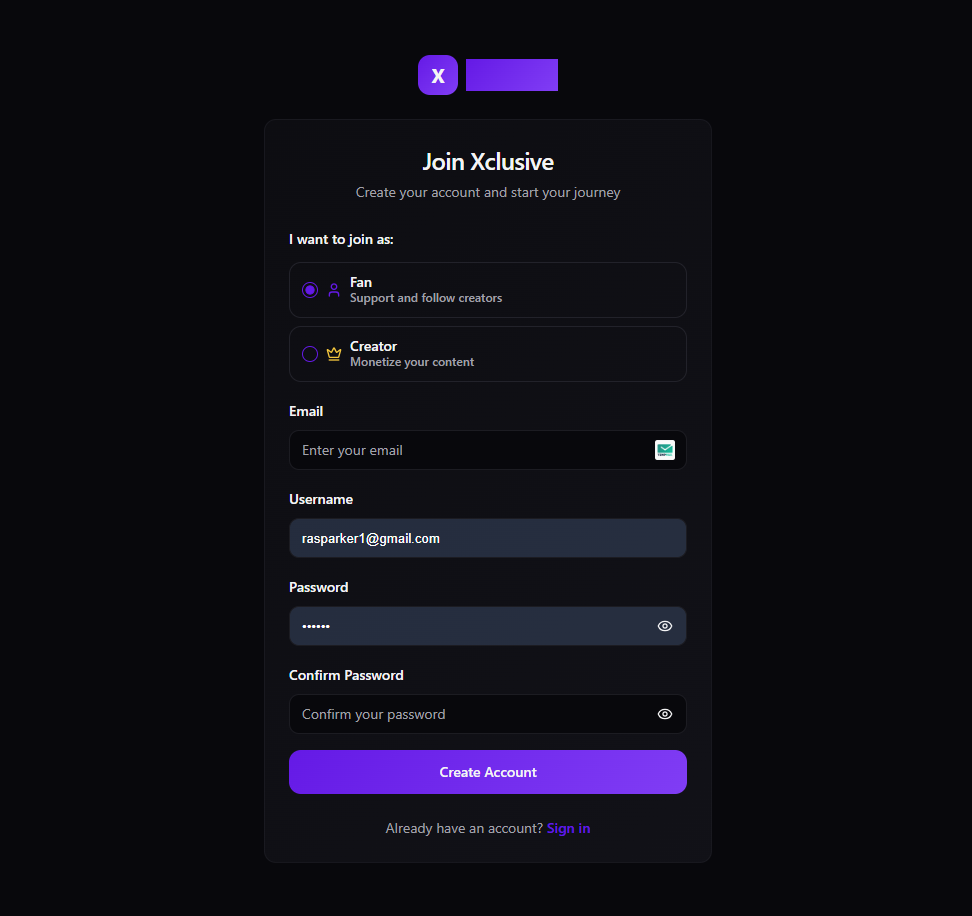 X
Join Xclusive
Create your account and start your journey
I want to join as:
Fan
Support and follow creators
Creator
Monetize your content
Email
Enter your email
Username
rasparker1@gmail.com
Password
••••••
Confirm Password
Confirm your password
Create Account
Already have an account? Sign in